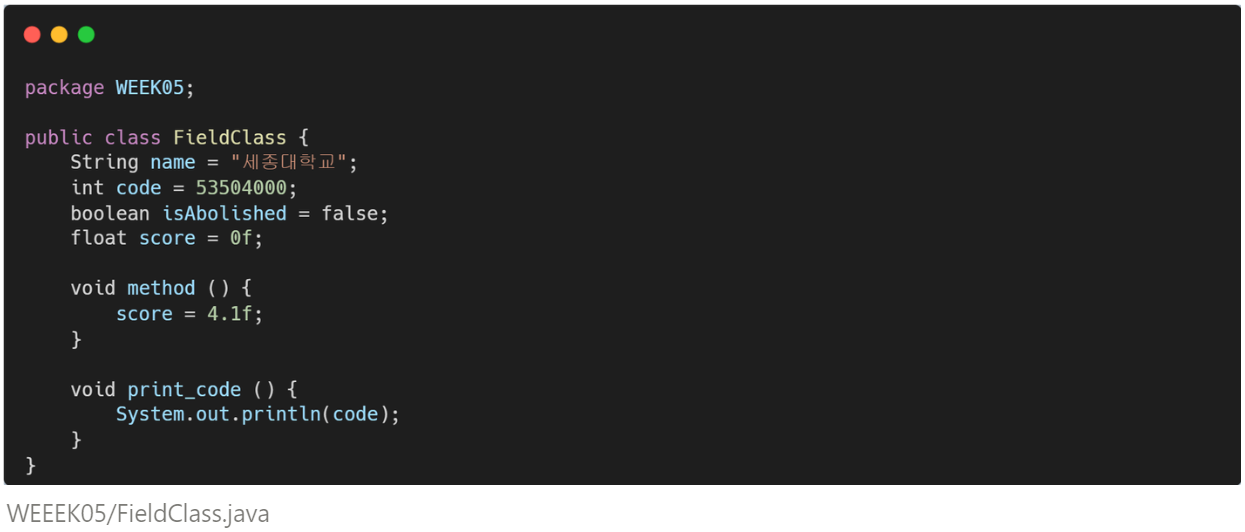 package WEEK05;
public class FieldClass {
String name = "세종대학교";
int code = 53504000;
boolean isAbolished = false;
float score = 0f;
void method () {
score = 4.1f;
}
void print_code () {
System.out.println(code);
}
}
WEEEK05/FieldClass.java